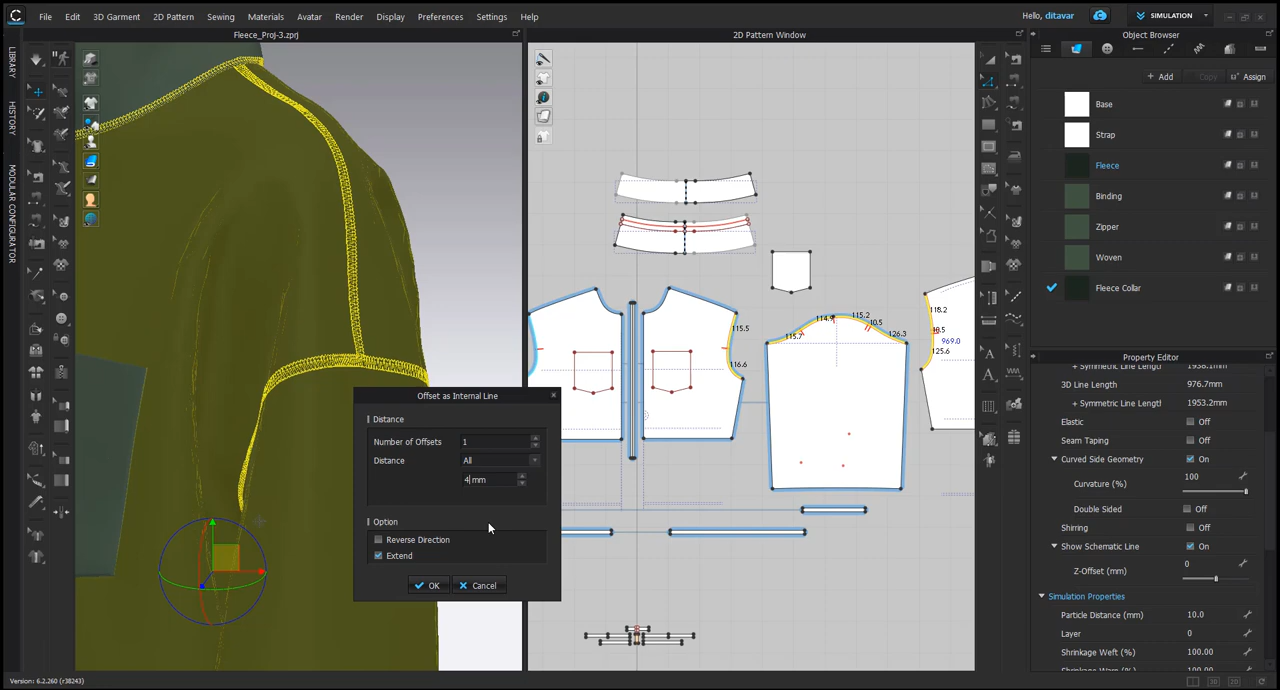 C File Edit 3D Garment 2D Pattern Sewing Materials Avatar Render Display Preferences Settings Help Hello, ditavar SIMULATION
Fleece_Proj-3.zprj 2D Pattern Window Object Browser
LIBRARY
HISTORY
MODULAR CONFIGURATOR
+ Add Copy Assign
Base
Strap
Fleece
Binding
Zipper
Woven
Fleece Collar
115.5
116.6
115.7
114.9
115.2
10.5
126.3
118.2
969.0
125.6
Offset as Internal Line
Distance
Number of Offsets 1
Distance All
4 mm
Option
Reverse Direction
Extend
OK Cancel
Property Editor
3D Line Length 976.7mm
+ Symmetric Line Length 1953.2mm
Elastic Off
Seam Taping Off
Curved Side Geometry On
Curvature (%) 100
Double Sided Off
Shirring Off
Show Schematic Line On
Z-Offset (mm) 0
Simulation Properties
Particle Distance (mm) 10.0
Layer 0
Shrinkage Weft (%) 100.00
Shrinkage Warp (%) 100.00
Version: 6.2.260 (r38243)